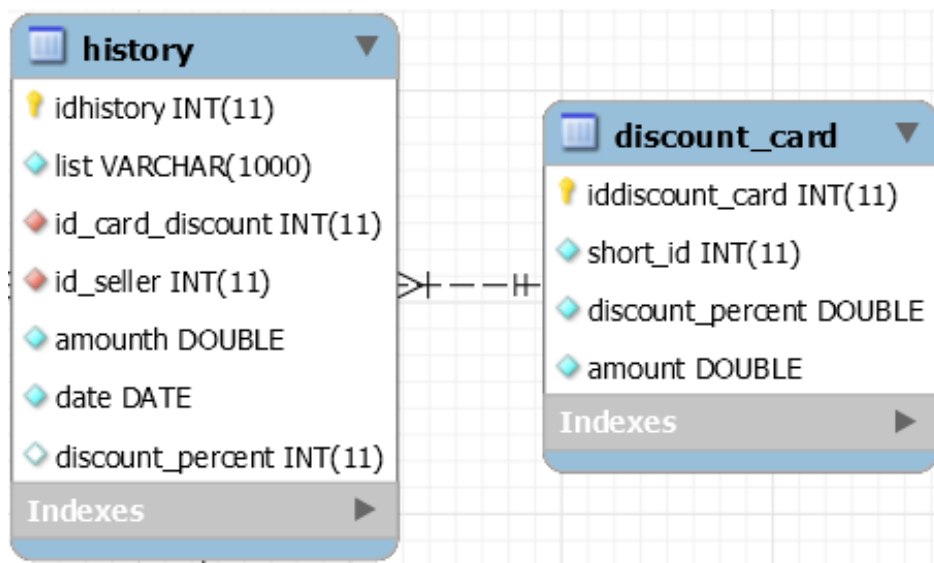 history
idhistory INT(11)
list VARCHAR(1000)
id_card_discount INT(11)
id_seller INT(11)
amounth DOUBLE
date DATE
discount_percent INT(11)
Indexes
discount_card
iddiscount_card INT(11)
short_id INT(11)
discount_percent DOUBLE
amount DOUBLE
Indexes